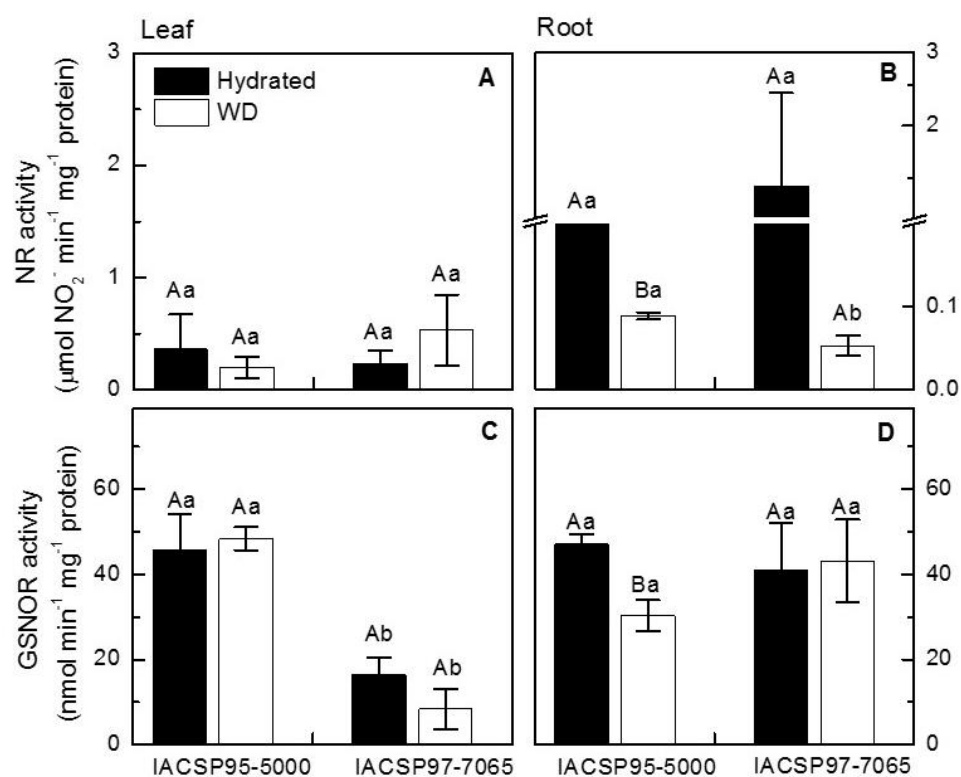 Leaf
Root
3
2
1
0
A
Hydrated
WD
Aa
Aa
Aa
Aa
NR activity
(μmol NO₂⁻ min⁻¹ mg⁻¹ protein)
B
Aa
Aa
Ba
Ab
3
2
0.1
0.0
C
60
40
20
0
Aa
Aa
Ab
Ab
GSNOR activity
(nmol min⁻¹ mg⁻¹ protein)
D
Aa
Ba
Aa
Aa
60
40
20
0
IACSP95-5000 IACSP97-7065
IACSP95-5000 IACSP97-7065